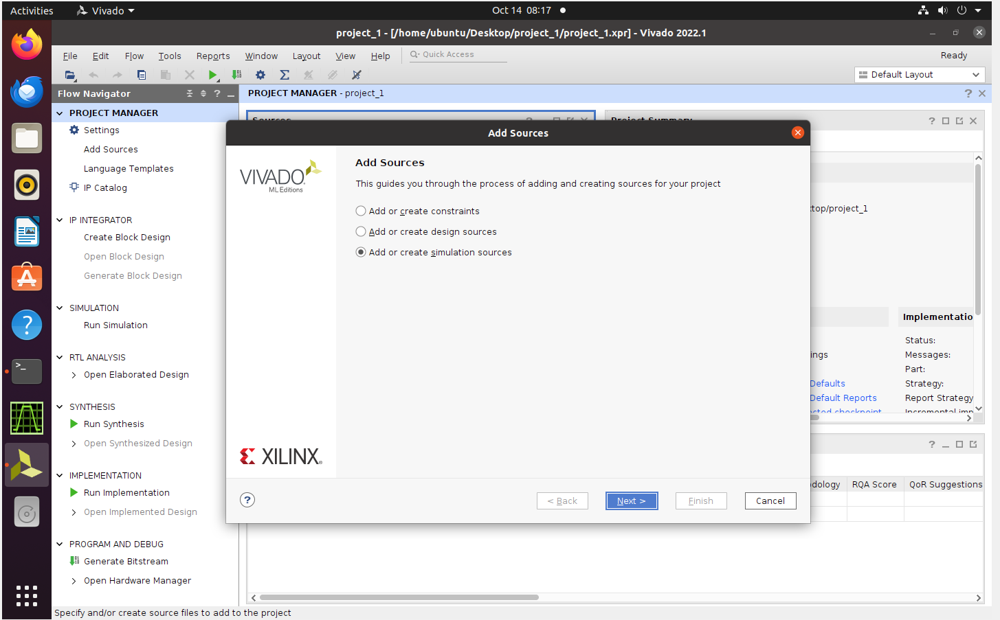 Activities
Vivado
Oct 14 08:17
project_1 - [/home/ubuntu/Desktop/project_1/project_1.xpr] - Vivado 2022.1
File Edit Flow Tools Reports Window Layout View Help
Quick Access
Ready
Default Layout
Flow Navigator
PROJECT MANAGER - project_1
PROJECT MANAGER
Settings
Add Sources
Language Templates
IP Catalog
IP INTEGRATOR
Create Block Design
Open Block Design
Generate Block Design
SIMULATION
Run Simulation
RTL ANALYSIS
Open Elaborated Design
SYNTHESIS
Run Synthesis
Open Synthesized Design
IMPLEMENTATION
Run Implementation
Open Implemented Design
PROGRAM AND DEBUG
Generate Bitstream
Open Hardware Manager
Sources
Project Summary
Add Sources
VIVADO
ML Editions
Add Sources
This guides you through the process of adding and creating sources for your project
Add or create constraints
Add or create design sources
Add or create simulation sources
XILINX
< Back
Next >
Finish
Cancel
ktop/project_1
Implementatio
Status:
ings
Messages:
Part:
Defaults
Strategy:
Default Reports
Report Strategy
cted checkpoint
Incremental imp
dology
RQA Score
QoR Suggestions
Specify and/or create source files to add to the project